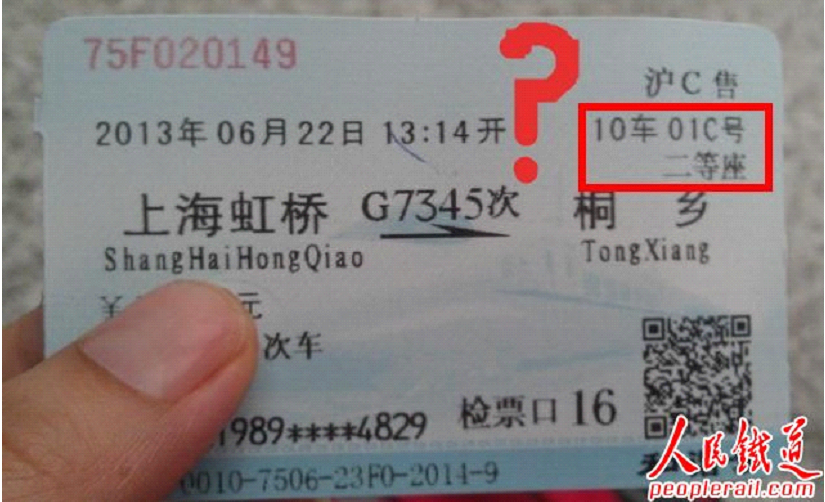 75F020149
沪C售
2013年06月22日 13:14开
10车 01C号
二等座
上海虹桥 G7345次 桐乡
ShangHaiHongQiao TongXiang
¥ 元
次车
1989****4829 检票口16
0010-7506-23F0-2014-9
?
人民鐵道
peoplerail.com